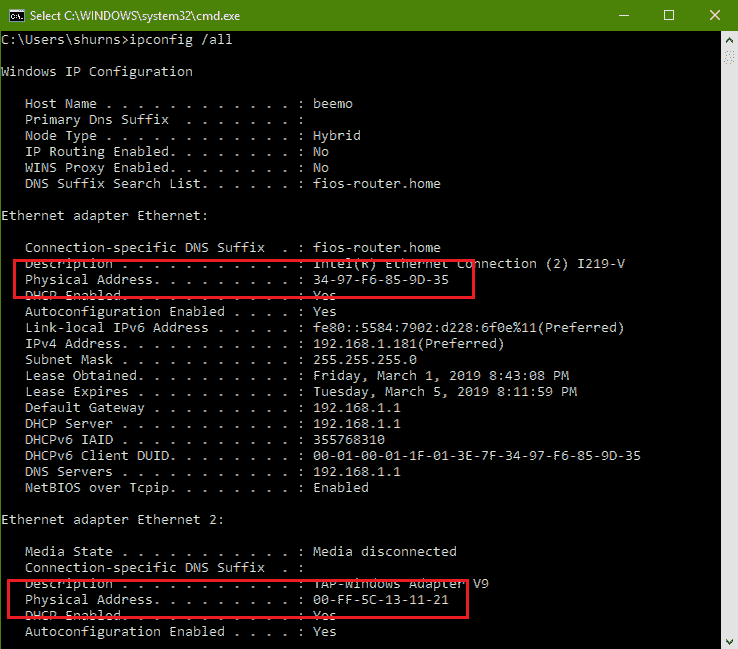 Select C:\WINDOWS\system32\cmd.exe
C:\Users\shurns>ipconfig /all
Windows IP Configuration
Host Name . . . . . . . . . . . . : beemo
Primary Dns Suffix  . . . . . . . :
Node Type . . . . . . . . . . . . : Hybrid
IP Routing Enabled. . . . . . . . : No
WINS Proxy Enabled. . . . . . . . : No
DNS Suffix Search List. . . . . . : fios-router.home
Ethernet adapter Ethernet:
Connection-specific DNS Suffix  . : fios-router.home
Description . . . . . . . . . . . : Intel(R) Ethernet Connection (2) I219-V
Physical Address. . . . . . . . . : 34-97-F6-85-9D-35
DHCP Enabled. . . . . . . . . . . : Yes
Autoconfiguration Enabled . . . . : Yes
Link-local IPv6 Address . . . . . : fe80::5584:7902:d228:6f0e%11(Preferred)
IPv4 Address. . . . . . . . . . . : 192.168.1.181(Preferred)
Subnet Mask . . . . . . . . . . . : 255.255.255.0
Lease Obtained. . . . . . . . . . : Friday, March 1, 2019 8:43:08 PM
Lease Expires . . . . . . . . . . : Tuesday, March 5, 2019 8:11:59 PM
Default Gateway . . . . . . . . . : 192.168.1.1
DHCP Server . . . . . . . . . . . : 192.168.1.1
DHCPv6 IAID . . . . . . . . . . . : 355768310
DHCPv6 Client DUID. . . . . . . . : 00-01-00-01-1F-01-3E-7F-34-97-F6-85-9D-35
DNS Servers . . . . . . . . . . . : 192.168.1.1
NetBIOS over Tcpip. . . . . . . . : Enabled
Ethernet adapter Ethernet 2:
Media State . . . . . . . . . . . : Media disconnected
Connection-specific DNS Suffix  . :
Description . . . . . . . . . . . : TAP-Windows Adapter V9
Physical Address. . . . . . . . . : 00-FF-5C-13-11-21
DHCP Enabled. . . . . . . . . . . : Yes
Autoconfiguration Enabled . . . . : Yes